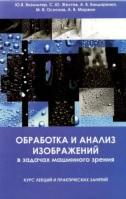 Ю.В. Визильтер, С.Ю. Желтов, А.В. Бондаренко,
М.В. Ососков, А.В. Моржин
ОБРАБОТКА И АНАЛИЗ
ИЗОБРАЖЕНИЙ
в задачах машинного зрения
КУРС ЛЕКЦИЙ И ПРАКТИЧЕСКИХ ЗАНЯТИЙ